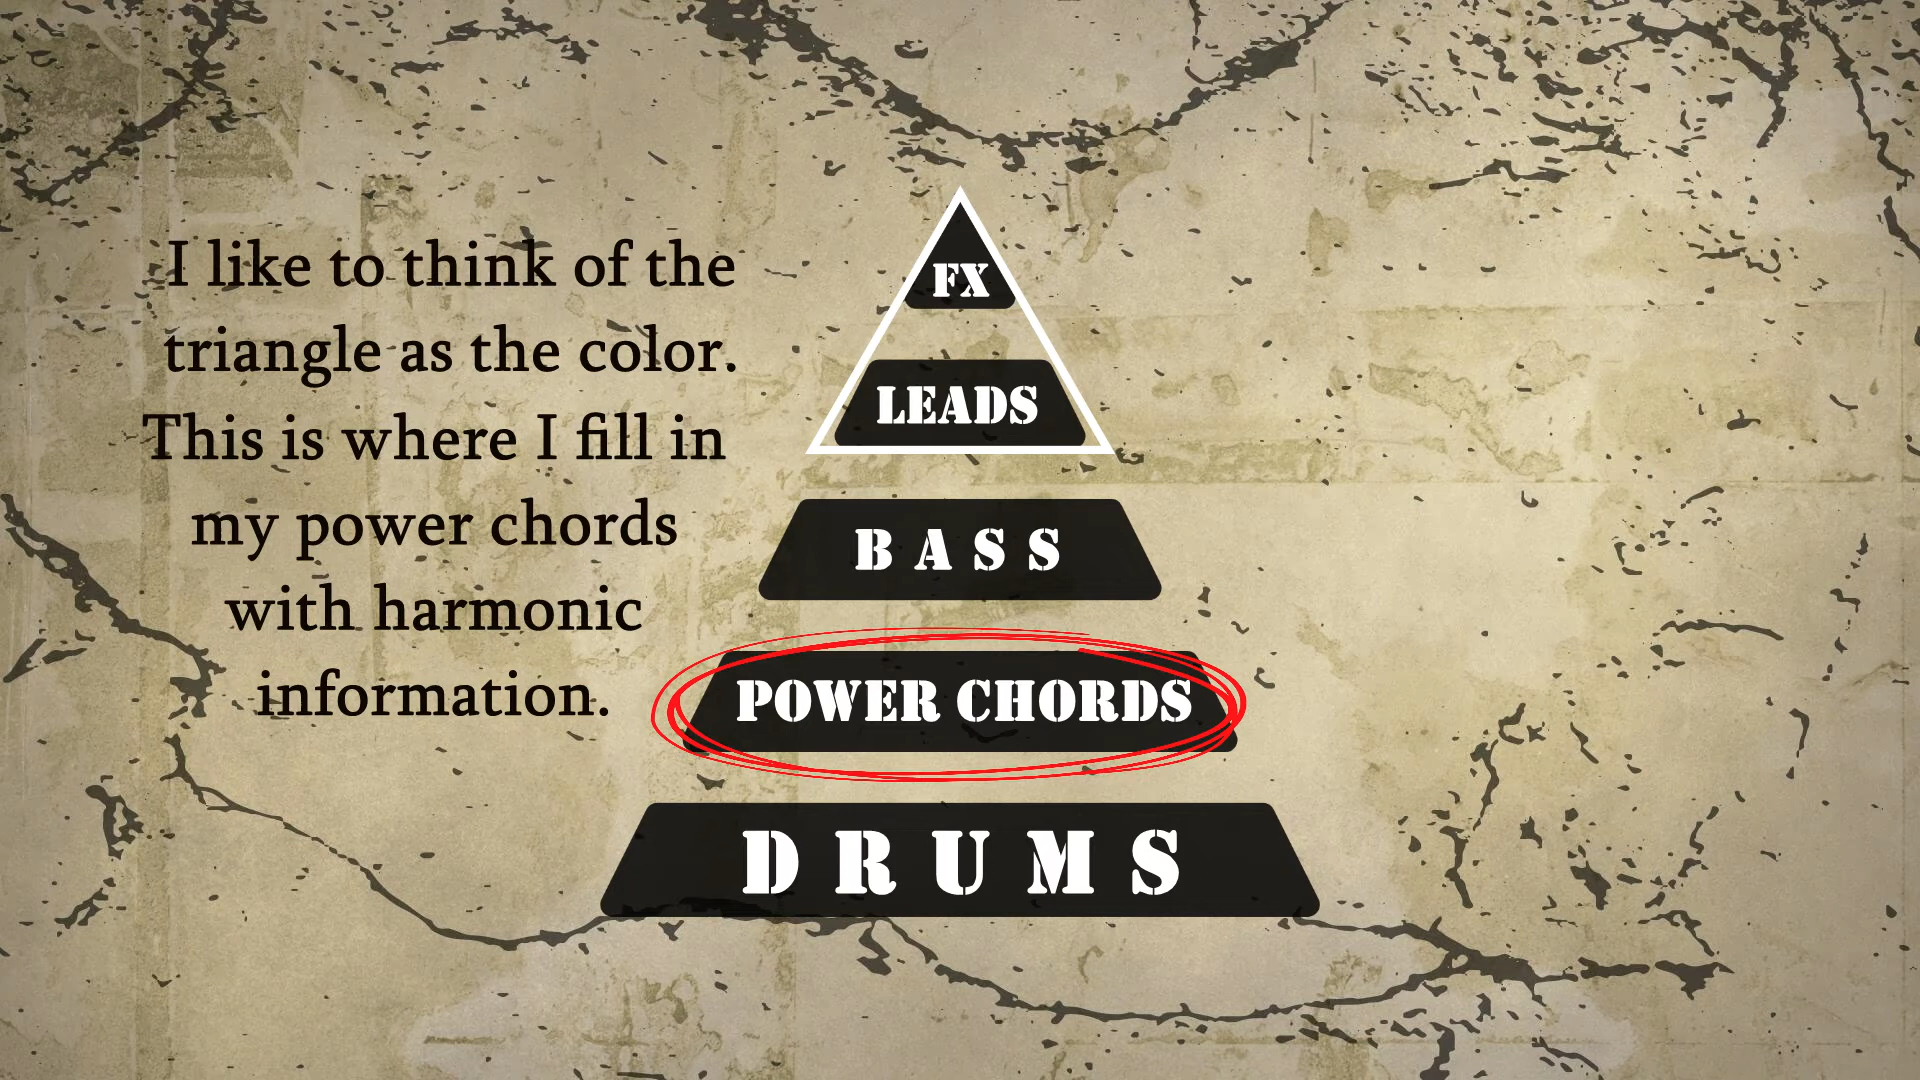 I like to think of the
triangle as the color.
This is where I fill in
my power chords
with harmonic
information.
FX
LEADS
BASS
POWER CHORDS
DRUMS